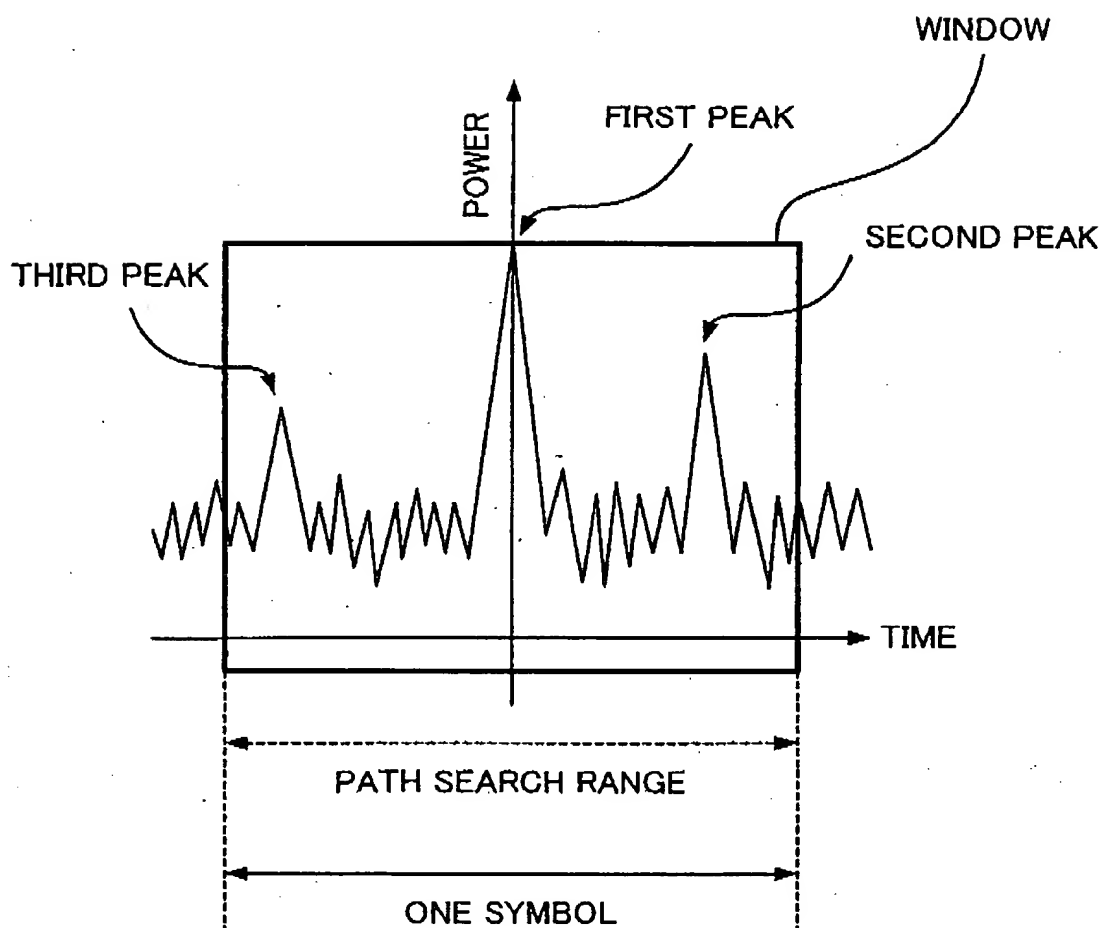 WINDOW
FIRST PEAK
POWER
SECOND PEAK
THIRD PEAK
TIME
PATH SEARCH RANGE
ONE SYMBOL